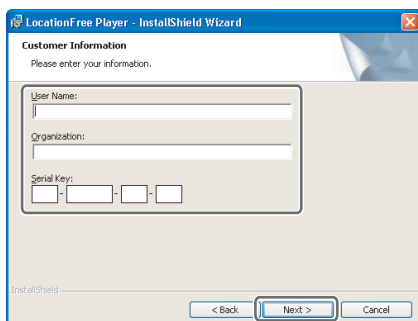 LocationFree Player - InstallShield Wizard
Customer Information
Please enter your information.
User Name:
Organization:
Serial Key:
- - -
InstallShield
< Back Next > Cancel